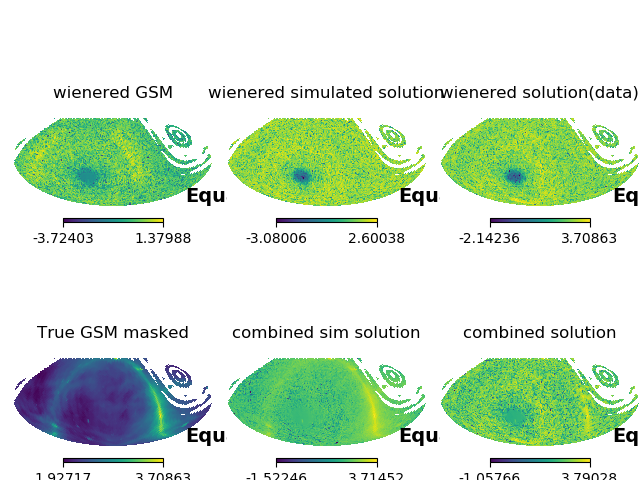 wienered GSM wienered simulated solution wienered solution(data)
Equ Equ Eq
-3.72403 1.37988 -3.08006 2.60038 -2.14236 3.70863
True GSM masked combined sim solution combined solution
Equ Equ Eq
1.92717 3.70863 -1.52246 3.71452 -1.05766 3.79028